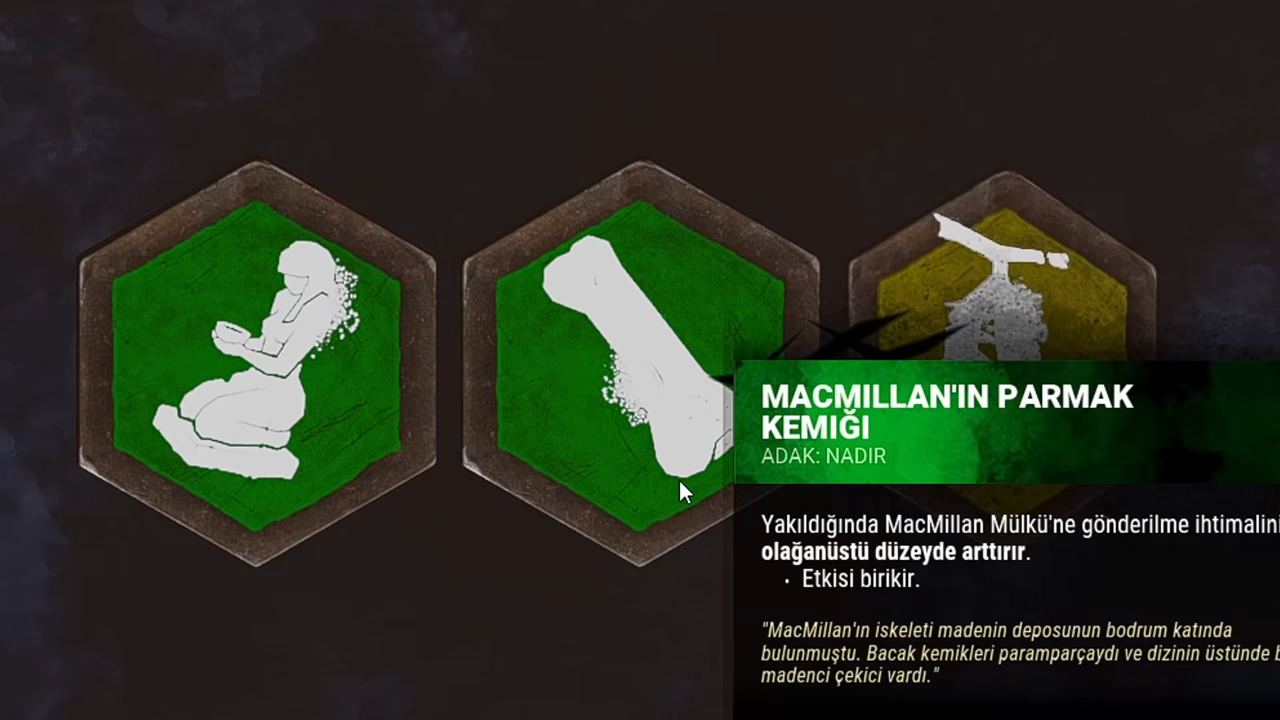 MACMILLAN'IN PARMAK
KEMIĞI
ADAK: NADIR
Yakıldığında MacMillan Mülkü'ne gönderilme ihtimalini
olağanüstü düzeyde arttırır.
· Etkisi birikir.
"MacMillan'ın iskeleti madenin deposunun bodrum katında
bulunmuştu. Bacak kemikleri paramparçaydı ve dizinin üstünde
madenci çekici vardı."